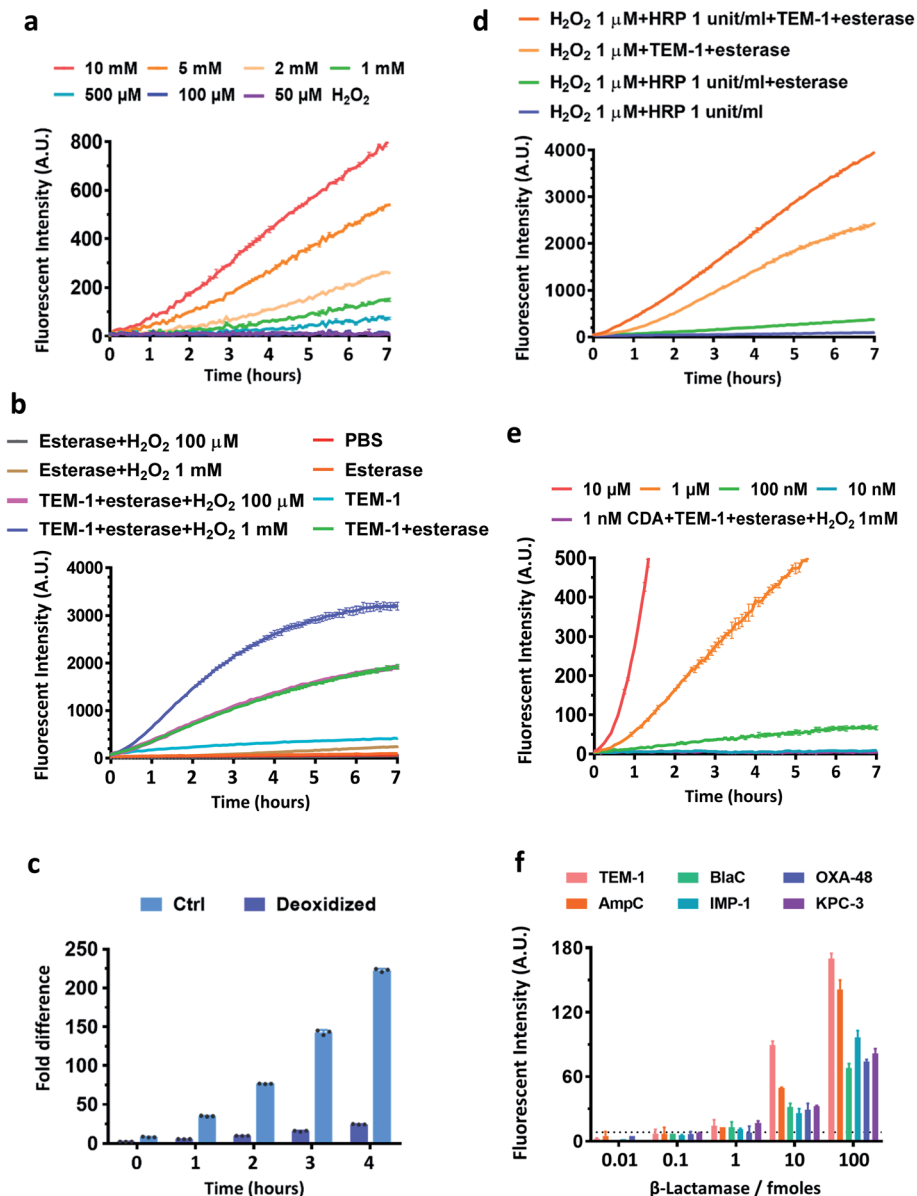 a
10 mM 5 mM 2 mM 1 mM
500 μM 100 μM 50 μM H₂O₂
Fluorescent Intensity (A.U.)
800
600
400
200
0
0 1 2 3 4 5 6 7
Time (hours)
b
Esterase+H₂O₂ 100 μM PBS
Esterase+H₂O₂ 1 mM Esterase
TEM-1+esterase+H₂O₂ 100 μM TEM-1
TEM-1+esterase+H₂O₂ 1 mM TEM-1+esterase
Fluorescent Intensity (A.U.)
4000
3000
2000
1000
0
0 1 2 3 4 5 6 7
Time (hours)
c
Ctrl Deoxidized
Fold difference
250
200
150
100
50
25
0
0 1 2 3 4
Time (hours)
d
H₂O₂ 1 μM+HRP 1 unit/ml+TEM-1+esterase
H₂O₂ 1 μM+TEM-1+esterase
H₂O₂ 1 μM+HRP 1 unit/ml+esterase
H₂O₂ 1 μM+HRP 1 unit/ml
Fluorescent Intensity (A.U.)
4000
3000
2000
1000
0
0 1 2 3 4 5 6 7
Time (hours)
e
10 μM 1 μM 100 nM 10 nM
1 nM CDA+TEM-1+esterase+H₂O₂ 1mM
Fluorescent Intensity (A.U.)
500
400
300
200
100
0
0 1 2 3 4 5 6 7
Time (hours)
f
TEM-1 BlaC OXA-48
AmpC IMP-1 KPC-3
Fluorescent Intensity (A.U.)
180
120
60
0
0.01 0.1 1 10 100
β-Lactamase / fmoles